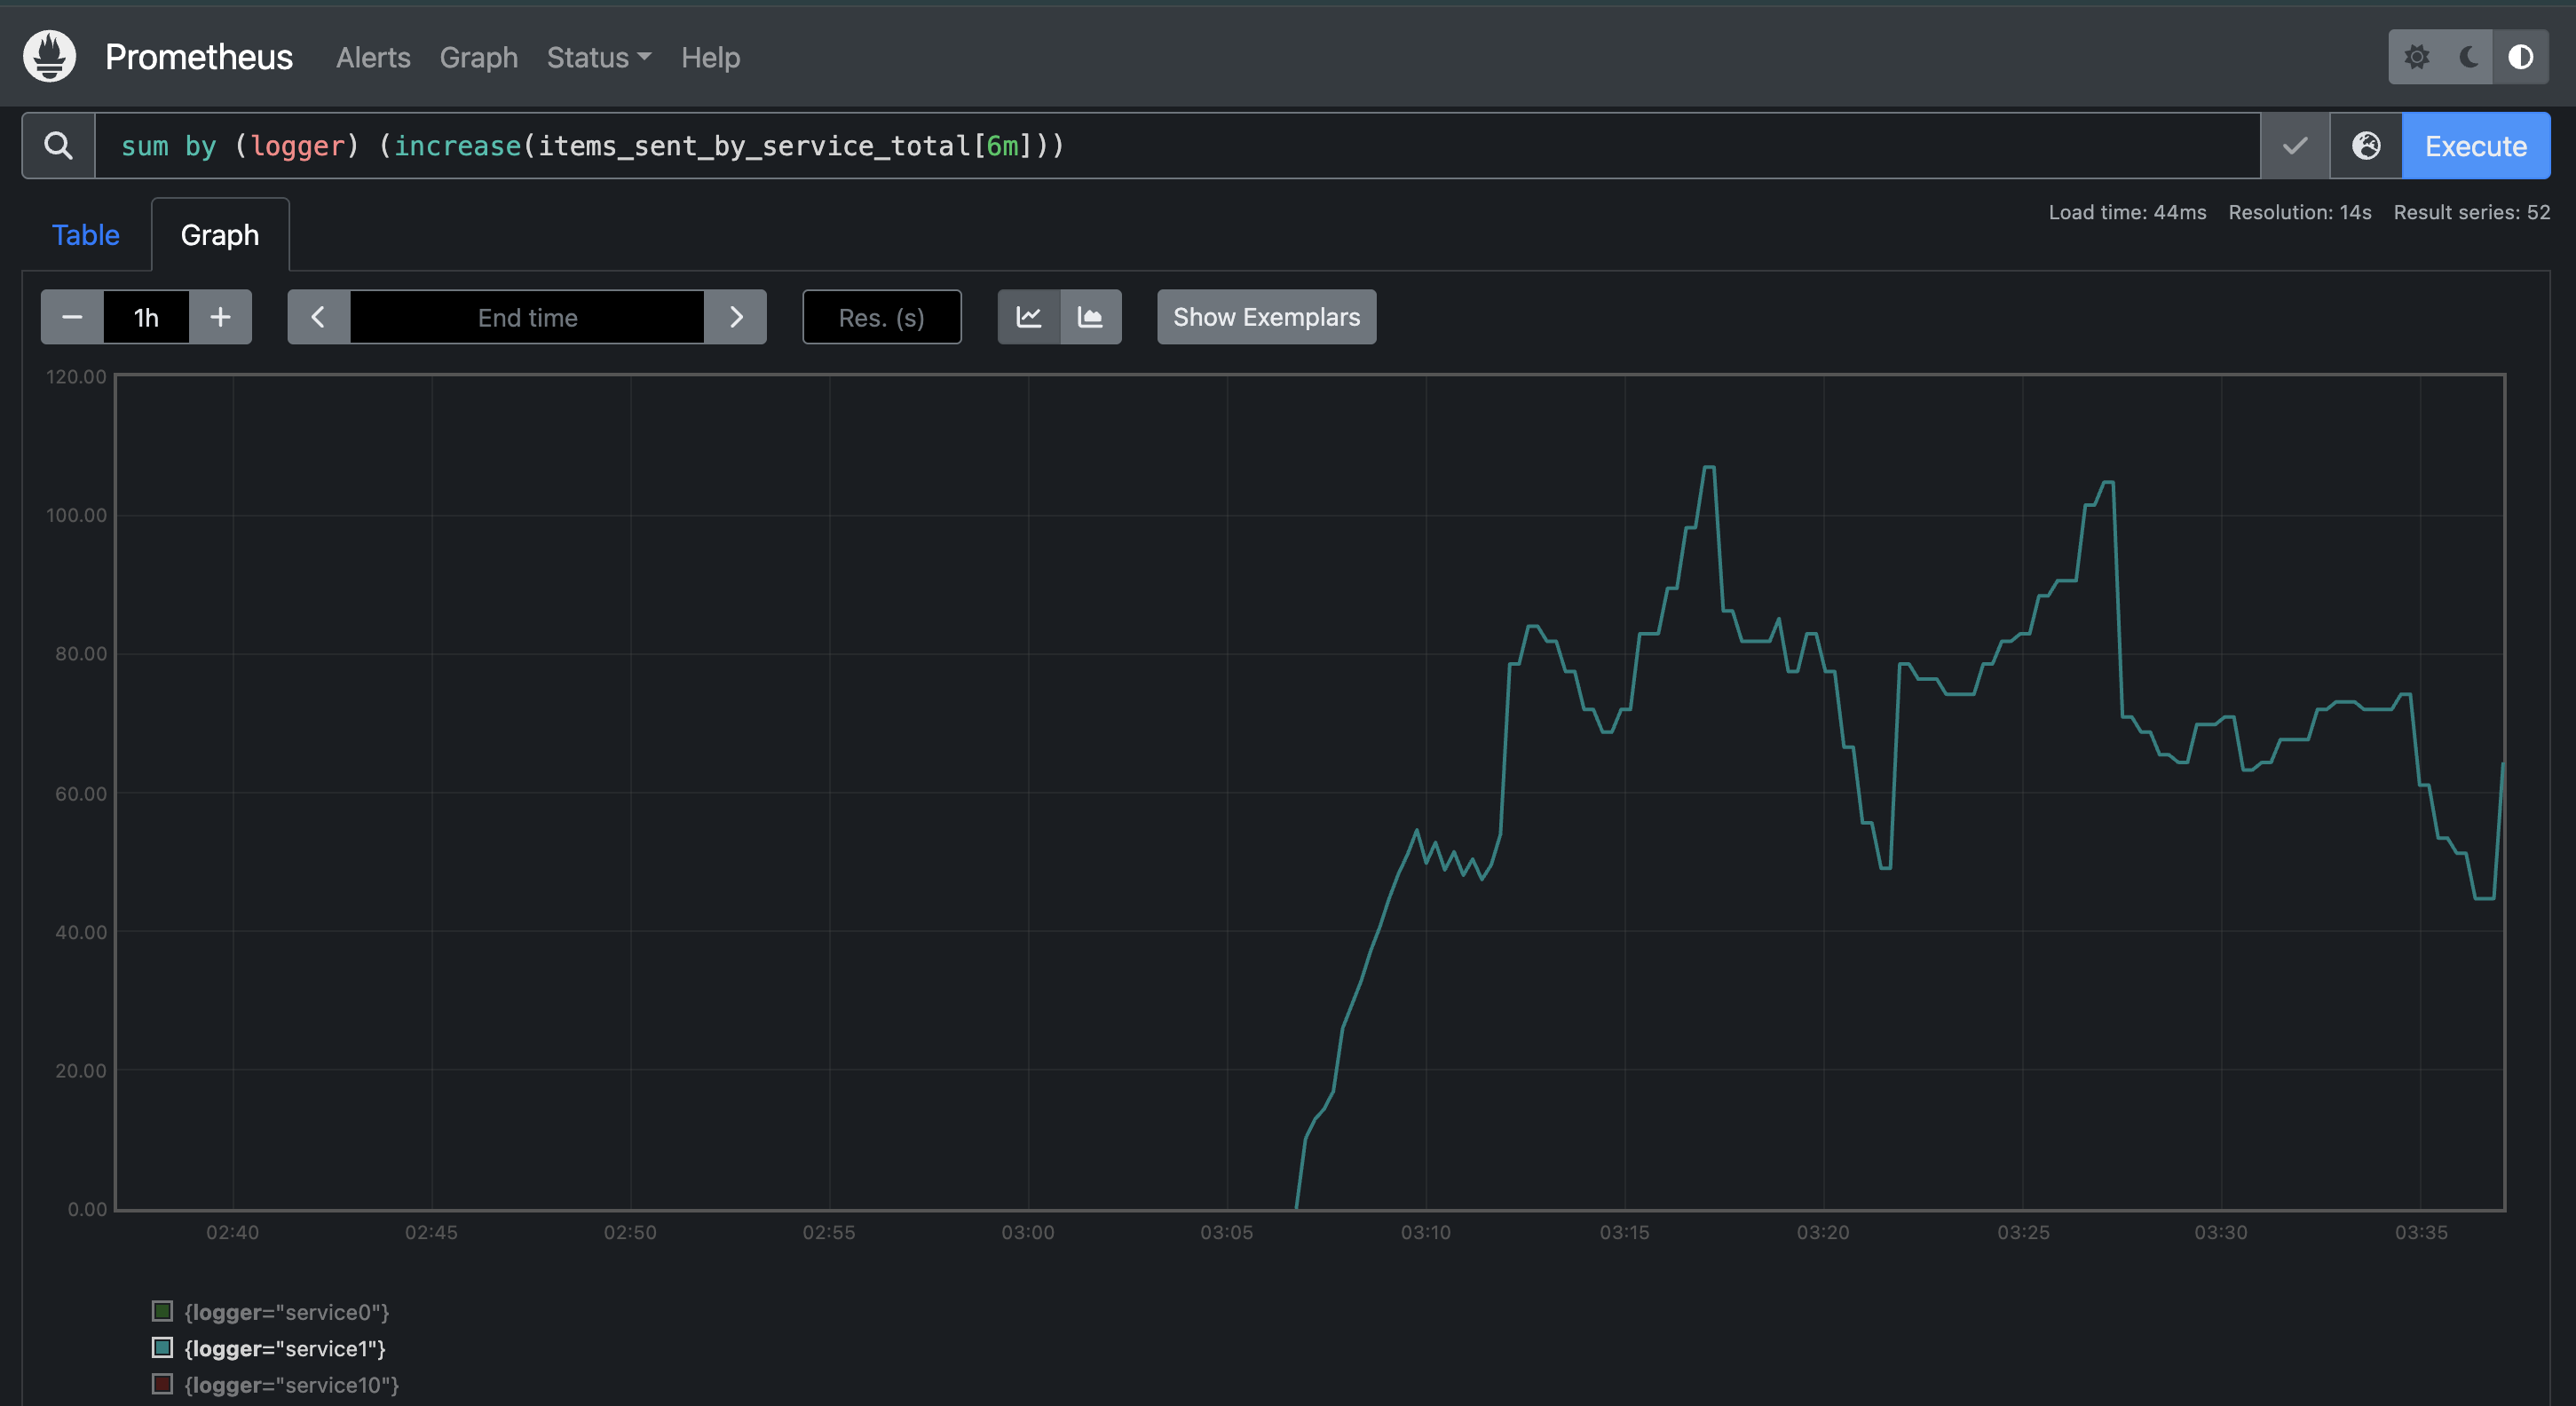 Prometheus Alerts Graph Status Help
sum by (logger) (increase(items_sent_by_service_total[6m]))
Execute
Table
Graph
Load time: 44ms Resolution: 14s Result series: 52
1h
End time
Res. (s)
Show Exemplars
120.00
100.00
80.00
60.00
40.00
20.00
0.00
02:40 02:45 02:50 02:55 03:00 03:05 03:10 03:15 03:20 03:25 03:30 03:35
{logger="service0"}
{logger="service1"}
{logger="service10"}